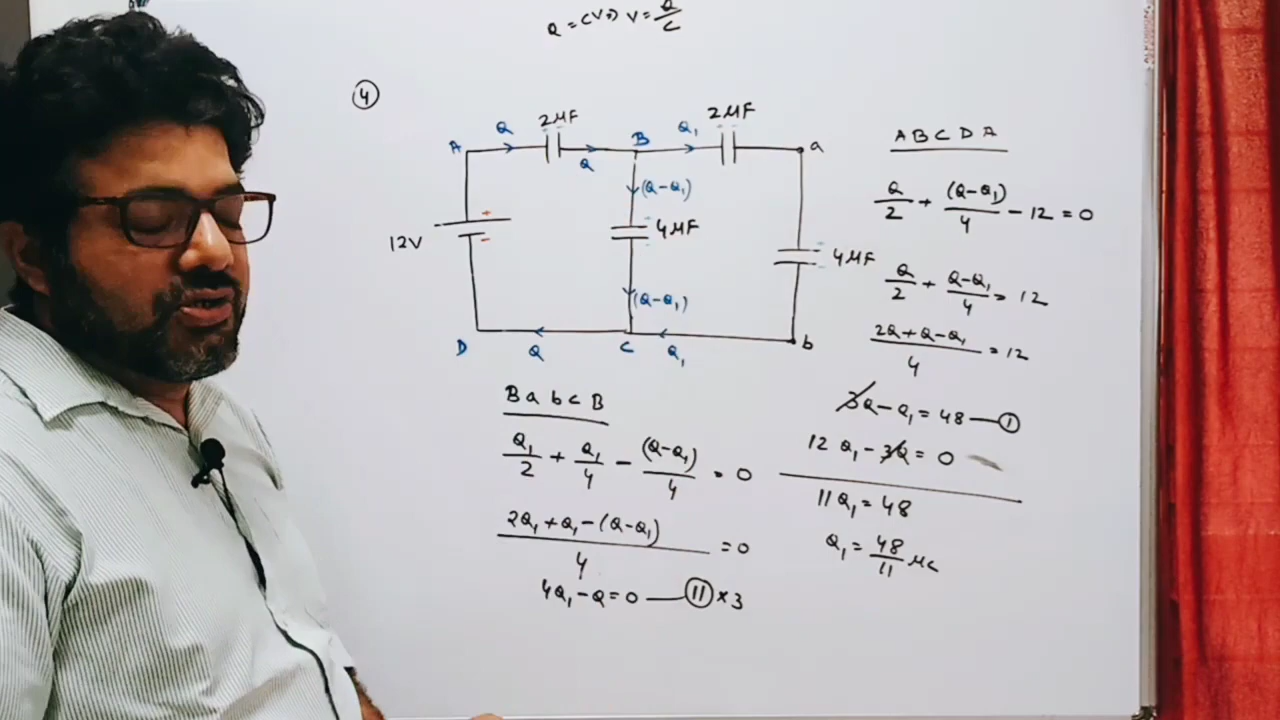 Q = CV ⇒ V = Q/C
④
2μF
2μF
A Q Q B Q₁ a
(Q-Q₁)
12V + - 4μF 4μF
(Q-Q₁)
D Q C Q₁ b
A B C D A
Q/2 + (Q-Q₁)/4 - 12 = 0
Q/2 + Q-Q₁/4 = 12
2Q+Q-Q₁/4 = 12
3Q - Q₁ = 48 — ①
12 Q₁ - 3Q = 0
11Q₁ = 48
Q₁ = 48/11 μC
B a b c B
Q₁/2 + Q₁/4 - (Q-Q₁)/4 = 0
2Q₁ + Q₁ - (Q-Q₁)/4 = 0
4Q₁ - Q = 0 — ⑪ × 3